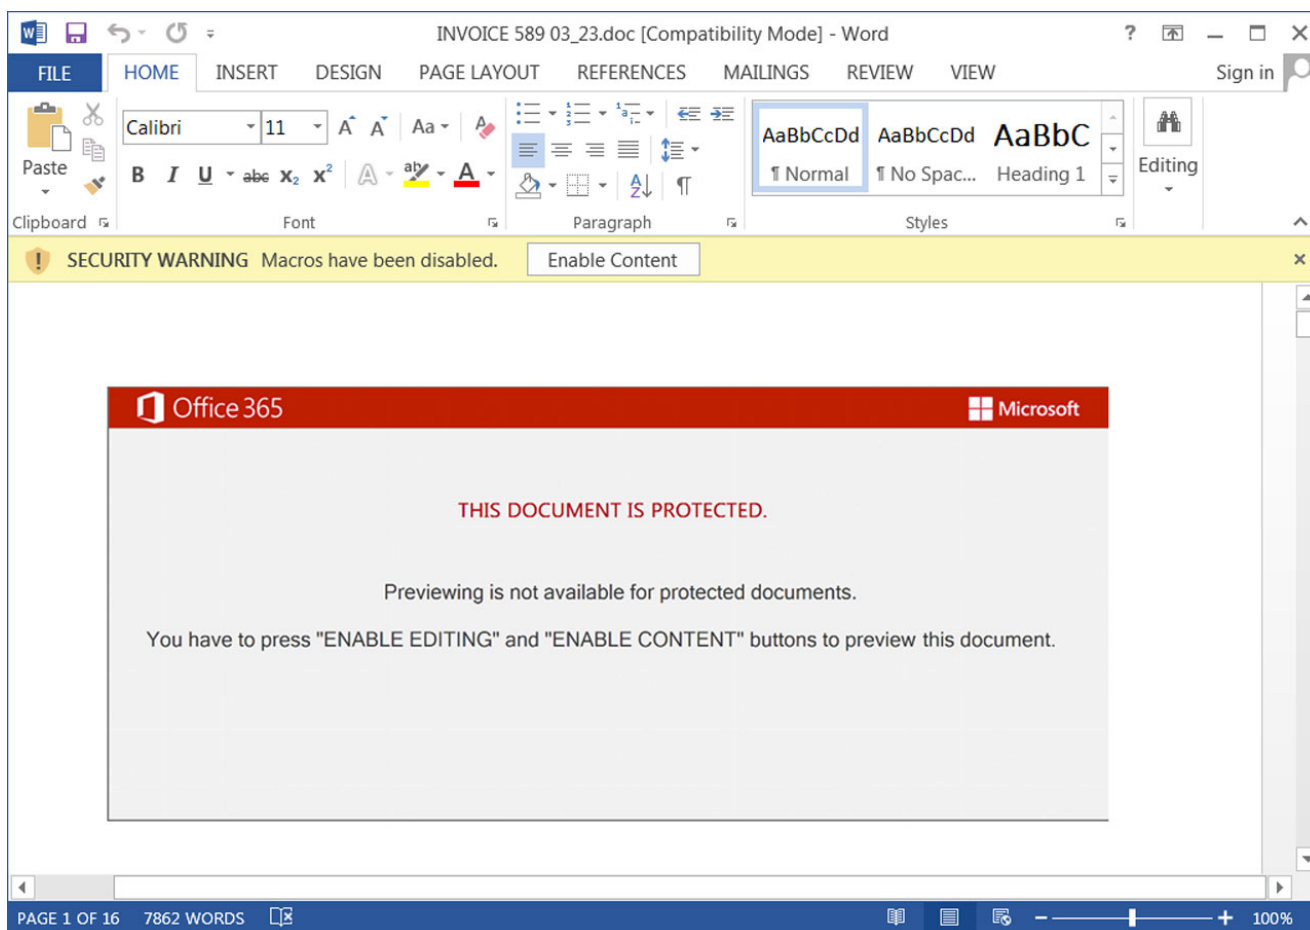 INVOICE 589 03_23.doc [Compatibility Mode] - Word
FILE HOME INSERT DESIGN PAGE LAYOUT REFERENCES MAILINGS REVIEW VIEW Sign in
Calibri 11 Aa AaBbCcDd AaBbCcDd AaBbC
Paste B I U abc x₂ x² A aby A ¶ Normal ¶ No Spac... Heading 1 Editing
Clipboard Font Paragraph Styles
SECURITY WARNING Macros have been disabled. Enable Content
Office 365 Microsoft
THIS DOCUMENT IS PROTECTED.
Previewing is not available for protected documents.
You have to press "ENABLE EDITING" and "ENABLE CONTENT" buttons to preview this document.
PAGE 1 OF 16 7862 WORDS 100%